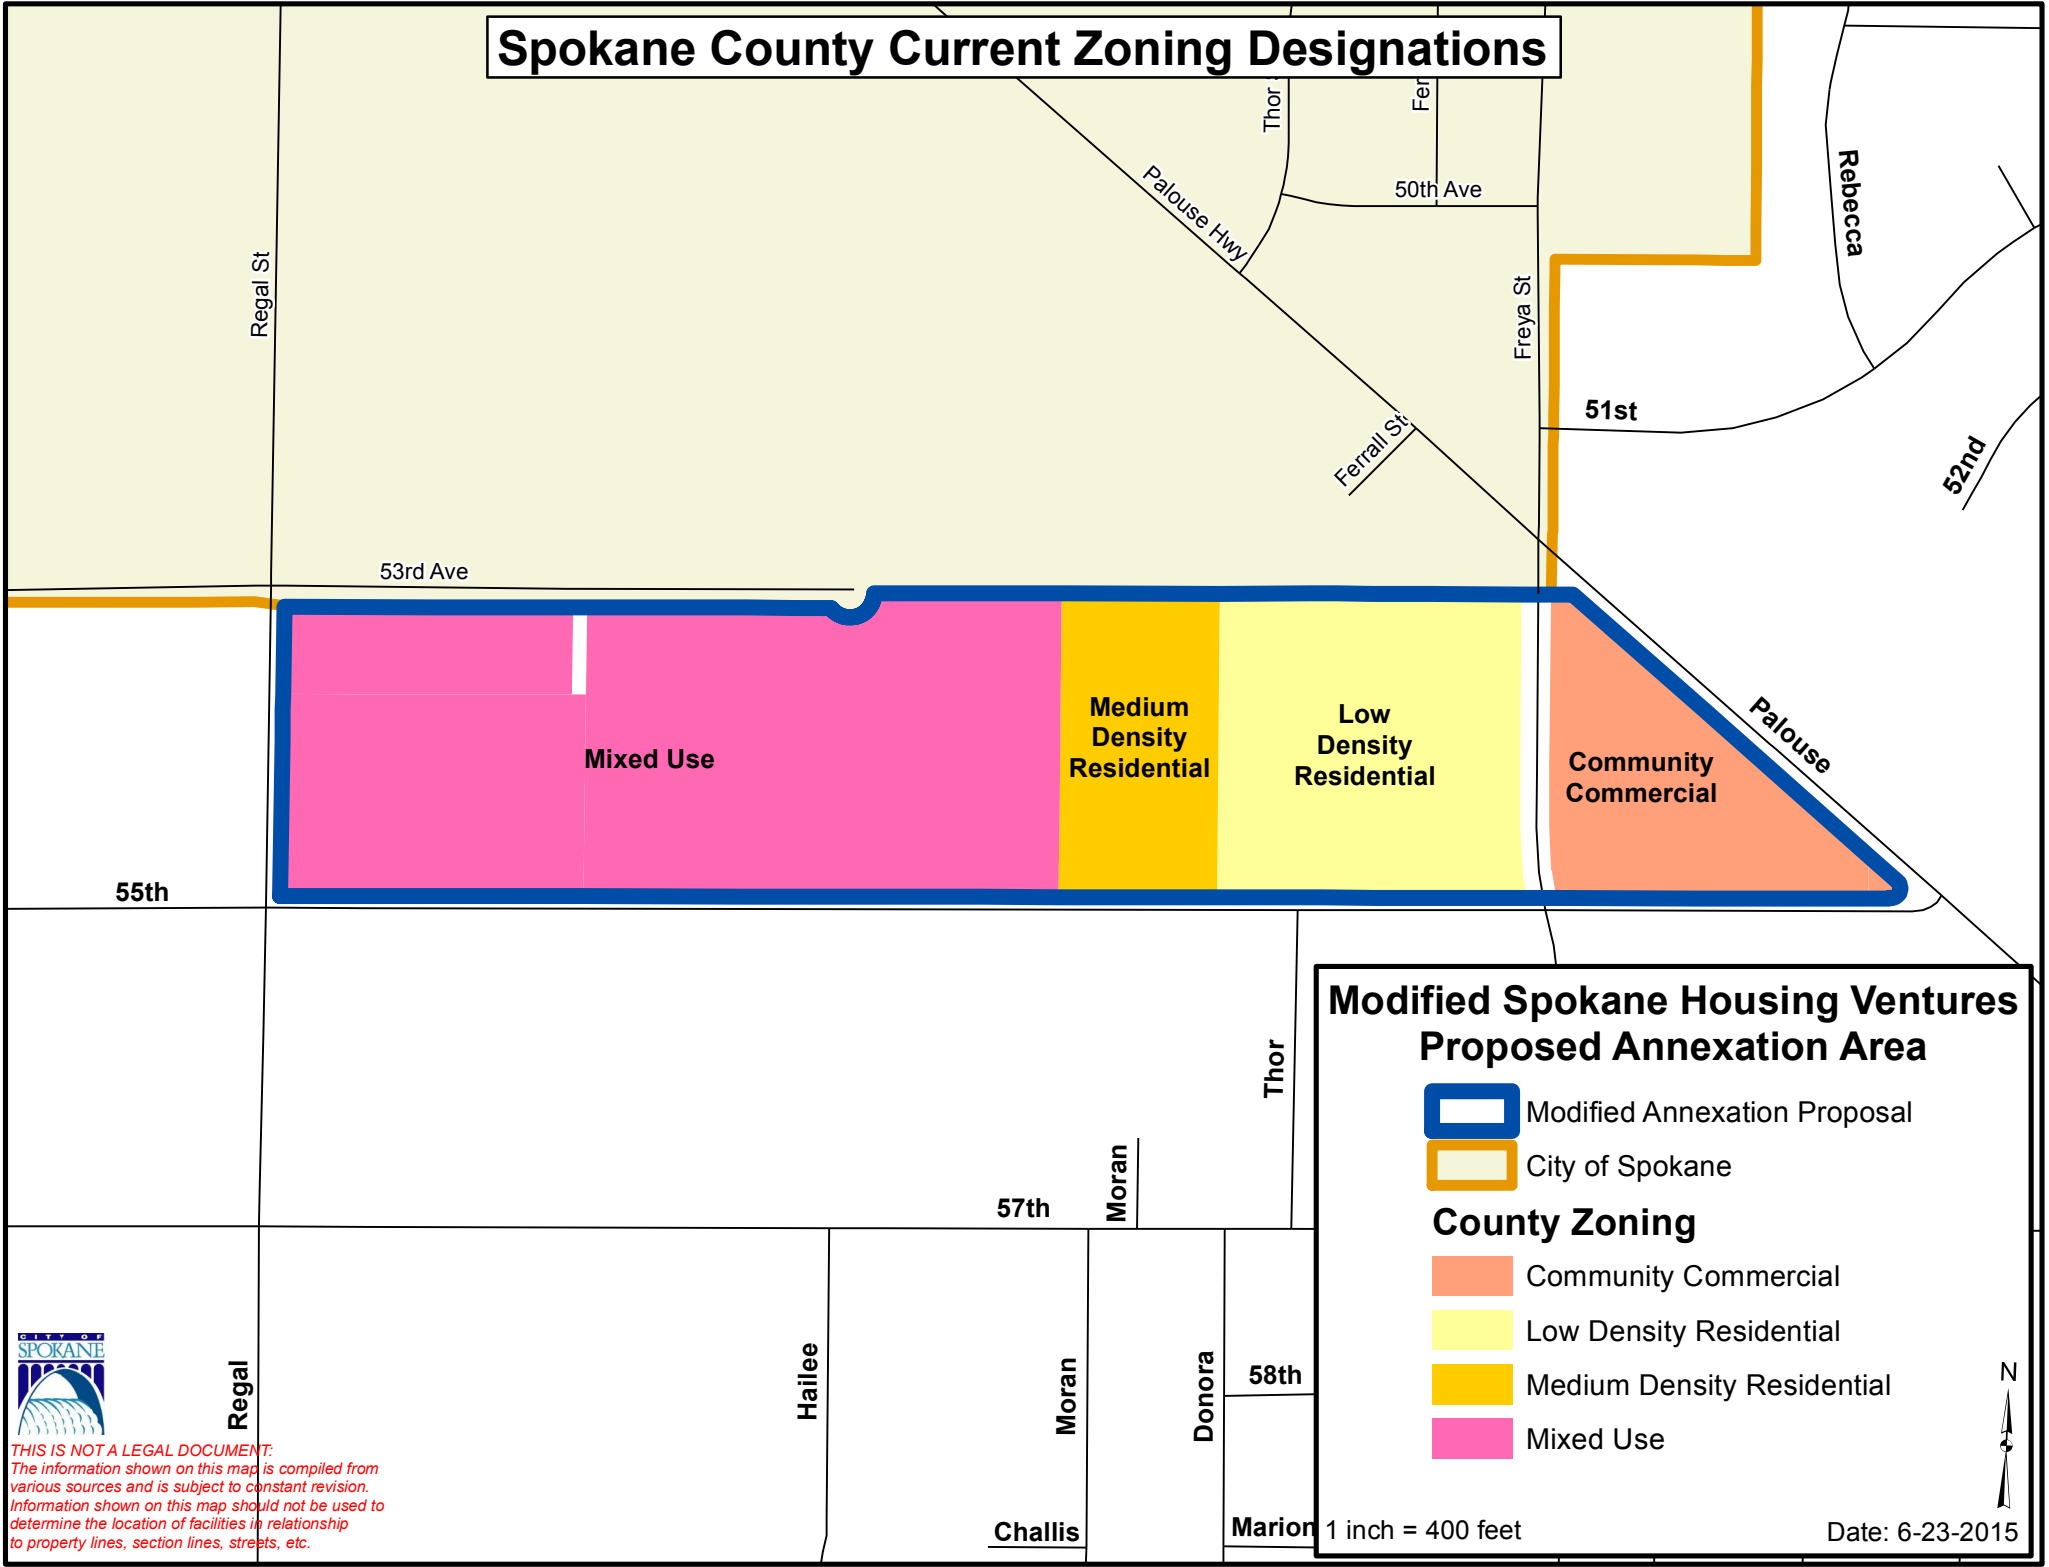 Spokane County Current Zoning Designations
Thor
Fer
Rebecca
Palouse Hwy
50th Ave
Regal St
Freya St
51st
Ferrall St
52nd
53rd Ave
Medium
Density
Residential
Low
Density
Residential
Mixed Use
Community
Commercial
Palouse
55th
Thor
Moran
57th
Regal
Hailee
Moran
Donora
58th
Challis
Marion
Modified Spokane Housing Ventures
Proposed Annexation Area
Modified Annexation Proposal
City of Spokane
County Zoning
Community Commercial
Low Density Residential
Medium Density Residential
Mixed Use
N
1 inch = 400 feet
Date: 6-23-2015
CITY OF
SPOKANE
THIS IS NOT A LEGAL DOCUMENT:
The information shown on this map is compiled from
various sources and is subject to constant revision.
Information shown on this map should not be used to
determine the location of facilities in relationship
to property lines, section lines, streets, etc.